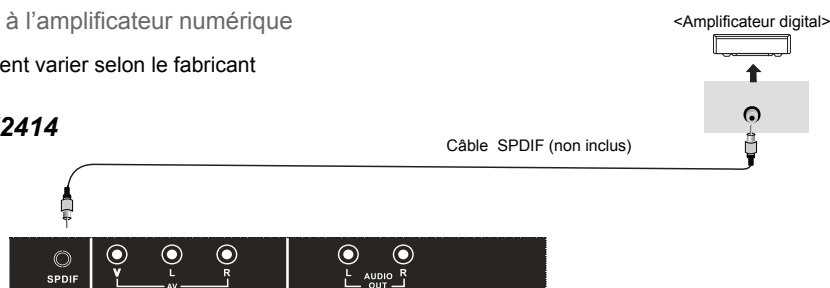 à l’amplificateur numérique
<Amplificateur digital>
ent varier selon le fabricant
2414
Câble SPDIF (non inclus)
SPDIF
V L R
AV
L AUDIO R
OUT